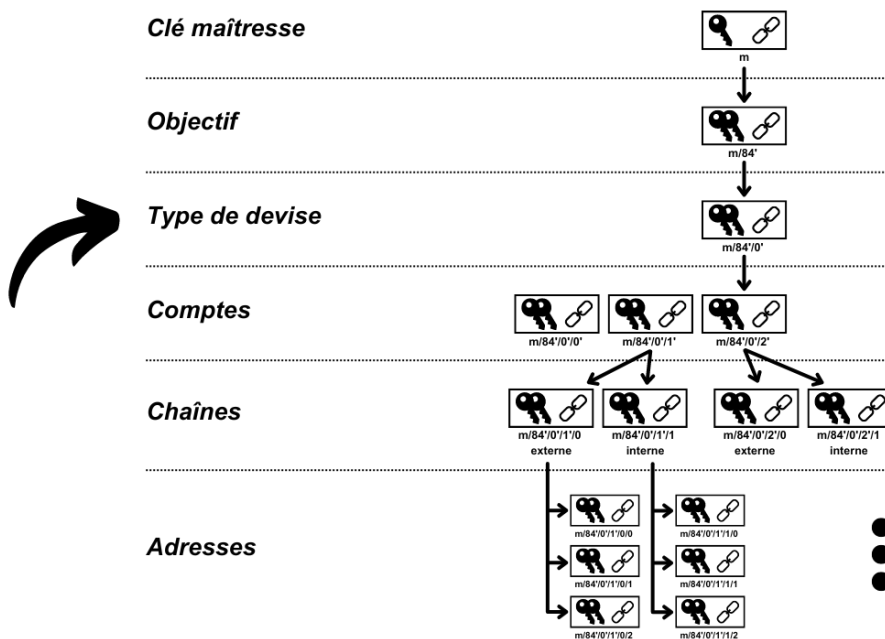 Clé maîtresse
m
Objectif
m/84'
Type de devise
m/84'/0'
Comptes
m/84'/0'/0' m/84'/0'/1' m/84'/0'/2'
Chaînes
m/84'/0'/1'/0 m/84'/0'/1'/1 m/84'/0'/2'/0 m/84'/0'/2'/1
externe interne externe interne
Adresses
m/84'/0'/1'/0/0 m/84'/0'/1'/1/0
m/84'/0'/1'/0/1 m/84'/0'/1'/1/1
m/84'/0'/1'/0/2 m/84'/0'/1'/1/2